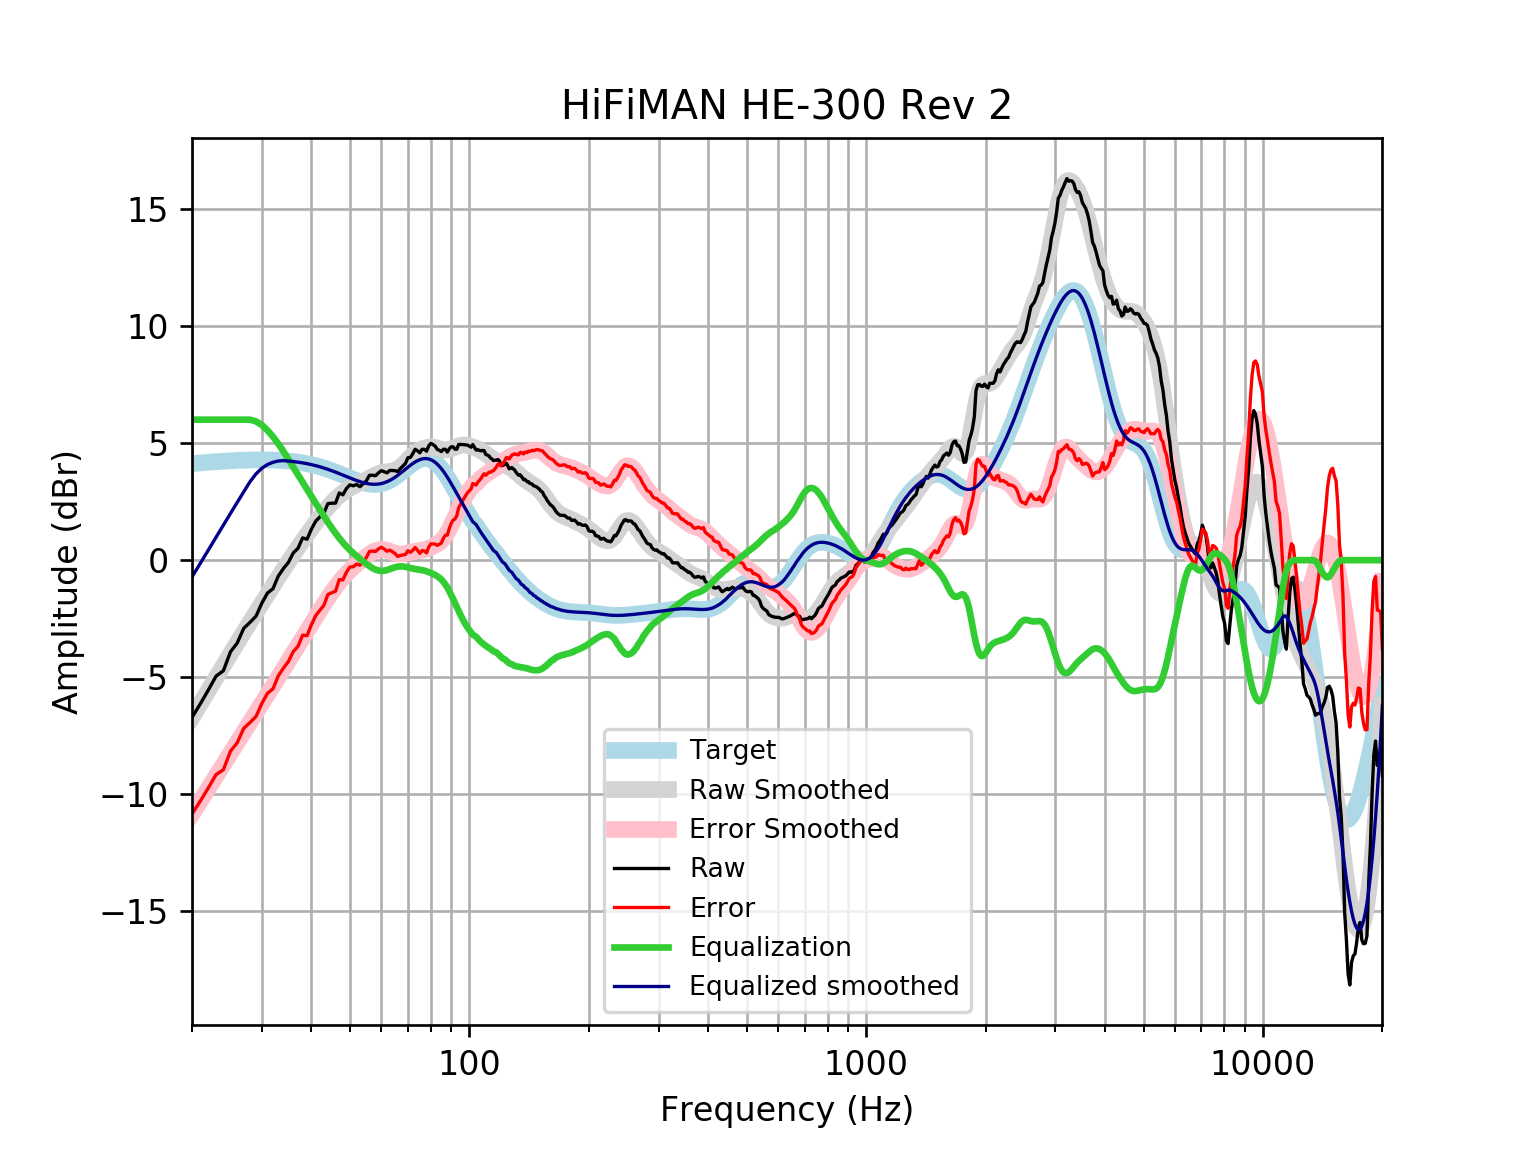 HiFiMAN HE-300 Rev 2
Amplitude (dBr)
15
10
5
0
−5
−10
−15
Target
Raw Smoothed
Error Smoothed
Raw
Error
Equalization
Equalized smoothed
100
1000
10000
Frequency (Hz)